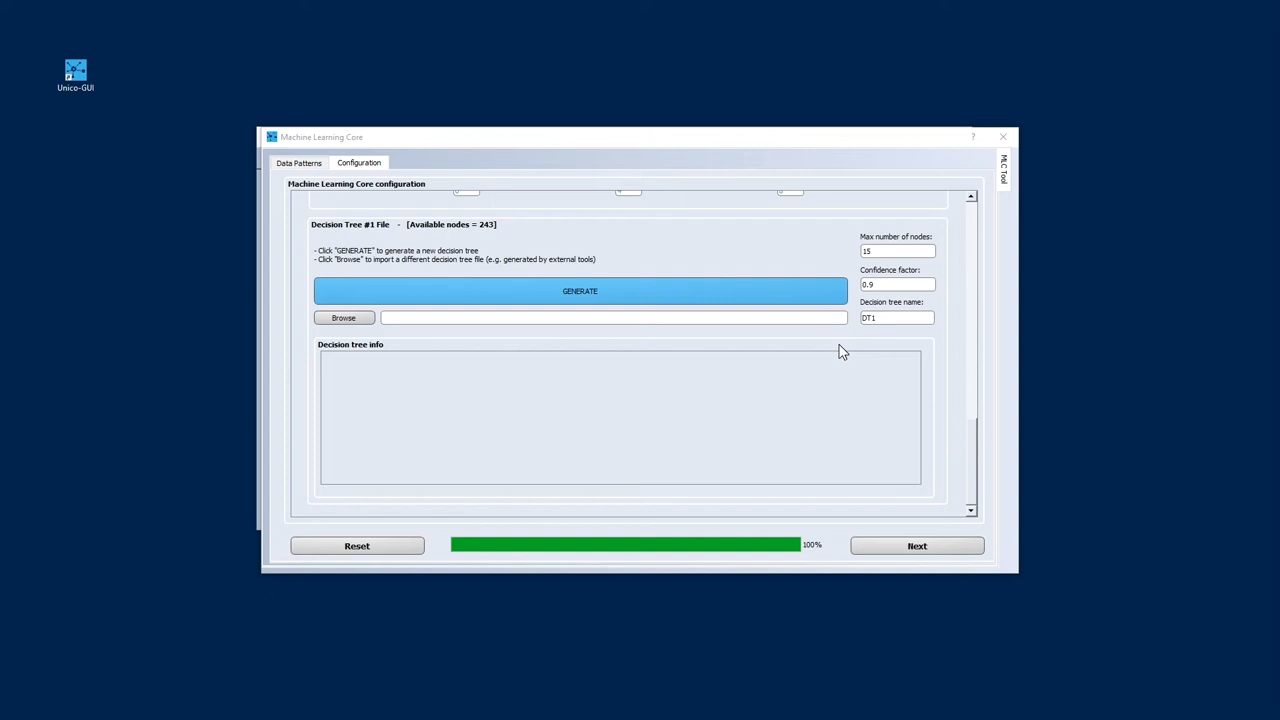 Unico-GUI
Machine Learning Core
?
Data Patterns
Configuration
MLC Tool
Machine Learning Core configuration
Decision Tree #1 File - [Available nodes = 243]
- Click "GENERATE" to generate a new decision tree
- Click "Browse" to import a different decision tree file (e.g. generated by external tools)
Max number of nodes:
15
Confidence factor:
0.9
GENERATE
Decision tree name:
Browse
DT1
Decision tree info
Reset
100%
Next